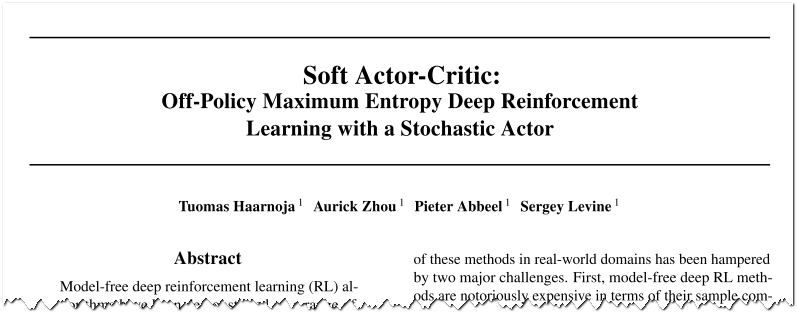 Soft Actor-Critic:
Off-Policy Maximum Entropy Deep Reinforcement
Learning with a Stochastic Actor
Tuomas Haarnoja 1 Aurick Zhou 1 Pieter Abbeel 1 Sergey Levine 1
Abstract
Model-free deep reinforcement learning (RL) al-
of these methods in real-world domains has been hampered
by two major challenges. First, model-free deep RL meth-
ods are notoriously expensive in terms of their sample com-